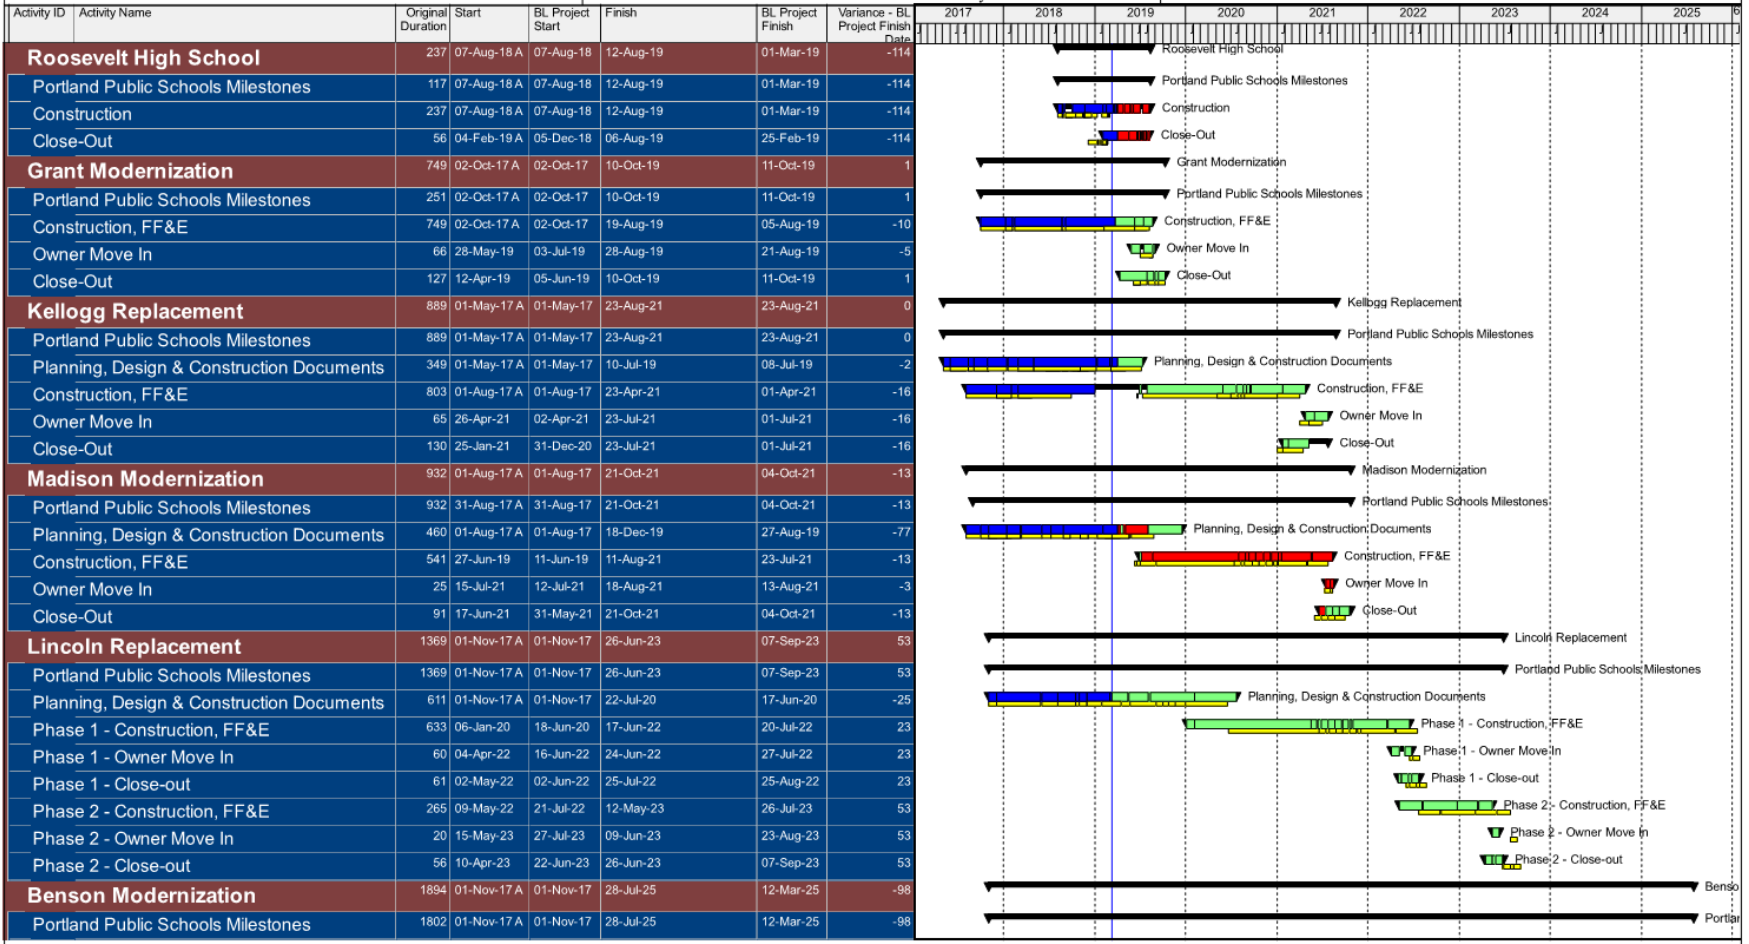 Activity ID Activity Name Original Duration Start BL Project Start Finish BL Project Finish Variance - BL Project Finish Date 2017 2018 2019 2020 2021 2022 2023 2024 2025 6
Roosevelt High School 237 07-Aug-18 A 07-Aug-18 12-Aug-19 01-Mar-19 -114 Roosevelt High School
Portland Public Schools Milestones 117 07-Aug-18 A 07-Aug-18 12-Aug-19 01-Mar-19 -114 Portland Public Schools Milestones
Construction 237 07-Aug-18 A 07-Aug-18 12-Aug-19 01-Mar-19 -114 Construction
Close-Out 56 04-Feb-19 A 05-Dec-18 06-Aug-19 25-Feb-19 -114 Close-Out
Grant Modernization 749 02-Oct-17 A 02-Oct-17 10-Oct-19 11-Oct-19 1 Grant Modernization
Portland Public Schools Milestones 251 02-Oct-17 A 02-Oct-17 10-Oct-19 11-Oct-19 1 Portland Public Schools Milestones
Construction, FF&E 749 02-Oct-17 A 02-Oct-17 19-Aug-19 05-Aug-19 -10 Construction, FF&E
Owner Move In 66 28-May-19 03-Jul-19 28-Aug-19 21-Aug-19 -5 Owner Move In
Close-Out 127 12-Apr-19 05-Jun-19 10-Oct-19 11-Oct-19 1 Close-Out
Kellogg Replacement 889 01-May-17 A 01-May-17 23-Aug-21 23-Aug-21 0 Kellogg Replacement
Portland Public Schools Milestones 889 01-May-17 A 01-May-17 23-Aug-21 23-Aug-21 0 Portland Public Schools Milestones
Planning, Design & Construction Documents 349 01-May-17 A 01-May-17 10-Jul-19 08-Jul-19 -2 Planning, Design & Construction Documents
Construction, FF&E 803 01-Aug-17 A 01-Aug-17 23-Apr-21 01-Apr-21 -16 Construction, FF&E
Owner Move In 65 26-Apr-21 02-Apr-21 23-Jul-21 01-Jul-21 -16 Owner Move In
Close-Out 130 25-Jan-21 31-Dec-20 23-Jul-21 01-Jul-21 -16 Close-Out
Madison Modernization 932 01-Aug-17 A 01-Aug-17 21-Oct-21 04-Oct-21 -13 Madison Modernization
Portland Public Schools Milestones 932 31-Aug-17 A 31-Aug-17 21-Oct-21 04-Oct-21 -13 Portland Public Schools Milestones
Planning, Design & Construction Documents 460 01-Aug-17 A 01-Aug-17 18-Dec-19 27-Aug-19 -77 Planning, Design & Construction Documents
Construction, FF&E 541 27-Jun-19 11-Jun-19 11-Aug-21 23-Jul-21 -13 Construction, FF&E
Owner Move In 25 15-Jul-21 12-Jul-21 18-Aug-21 13-Aug-21 -3 Owner Move In
Close-Out 91 17-Jun-21 31-May-21 21-Oct-21 04-Oct-21 -13 Close-Out
Lincoln Replacement 1369 01-Nov-17 A 01-Nov-17 26-Jun-23 07-Sep-23 53 Lincoln Replacement
Portland Public Schools Milestones 1369 01-Nov-17 A 01-Nov-17 26-Jun-23 07-Sep-23 53 Portland Public Schools Milestones
Planning, Design & Construction Documents 611 01-Nov-17 A 01-Nov-17 22-Jul-20 17-Jun-20 -25 Planning, Design & Construction Documents
Phase 1 - Construction, FF&E 633 06-Jan-20 18-Jun-20 17-Jun-22 20-Jul-22 23 Phase 1 - Construction, FF&E
Phase 1 - Owner Move In 60 04-Apr-22 16-Jun-22 24-Jun-22 27-Jul-22 23 Phase 1 - Owner Move In
Phase 1 - Close-out 61 02-May-22 02-Jun-22 25-Jul-22 25-Aug-22 23 Phase 1 - Close-out
Phase 2 - Construction, FF&E 265 09-May-22 21-Jul-22 12-May-23 26-Jul-23 53 Phase 2 - Construction, FF&E
Phase 2 - Owner Move In 20 15-May-23 27-Jul-23 09-Jun-23 23-Aug-23 53 Phase 2 - Owner Move In
Phase 2 - Close-out 56 10-Apr-23 22-Jun-23 26-Jun-23 07-Sep-23 53 Phase 2 - Close-out
Benson Modernization 1894 01-Nov-17 A 01-Nov-17 28-Jul-25 12-Mar-25 -98 Benso
Portland Public Schools Milestones 1802 01-Nov-17 A 01-Nov-17 28-Jul-25 12-Mar-25 -98 Portlar